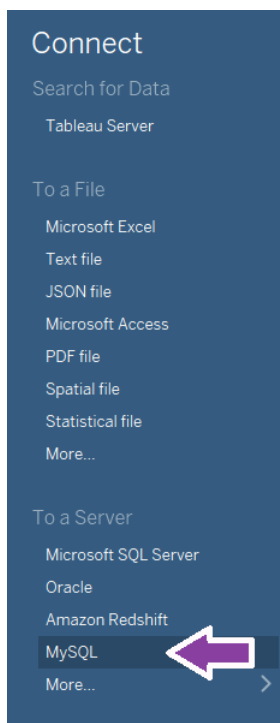 Connect
Search for Data
Tableau Server
To a File
Microsoft Excel
Text file
JSON file
Microsoft Access
PDF file
Spatial file
Statistical file
More...
To a Server
Microsoft SQL Server
Oracle
Amazon Redshift
MySQL
More...